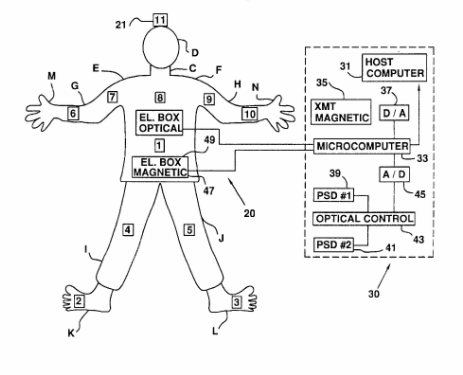 21
11
D
E
C
F
M
G
H
N
7
8
9
6
10
EL. BOX
OPTICAL
1
49
EL. BOX
MAGNETIC
47
20
4
5
I
J
2
3
K
L
31
HOST
COMPUTER
35
37
XMT
MAGNETIC
D / A
MICROCOMPUTER
33
39
A / D
45
PSD #1
OPTICAL CONTROL
43
PSD #2
41
30